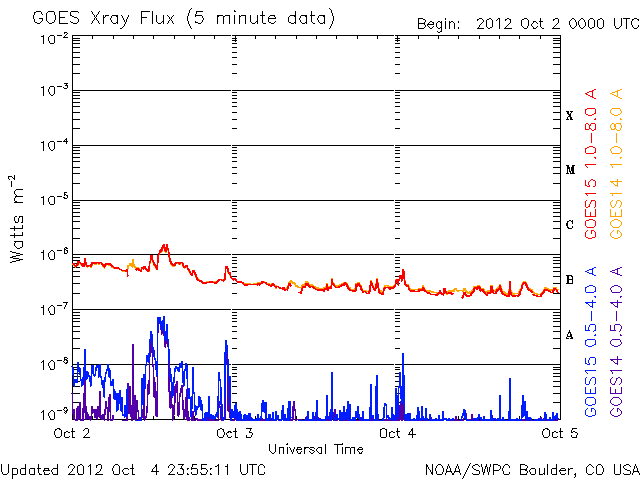 GOES Xray Flux (5 minute data)
Begin: 2012 Oct 2 0000 UTC
10-2
10-3
10-4
10-5
10-6
10-7
10-8
10-9
Watts m-2
X
M
C
B
A
GOES15 1.0-8.0 A
GOES14 1.0-8.0 A
GOES15 0.5-4.0 A
GOES14 0.5-4.0 A
Oct 2
Oct 3
Oct 4
Oct 5
Universal Time
Updated 2012 Oct 4 23:55:11 UTC
NOAA/SWPC Boulder, CO USA